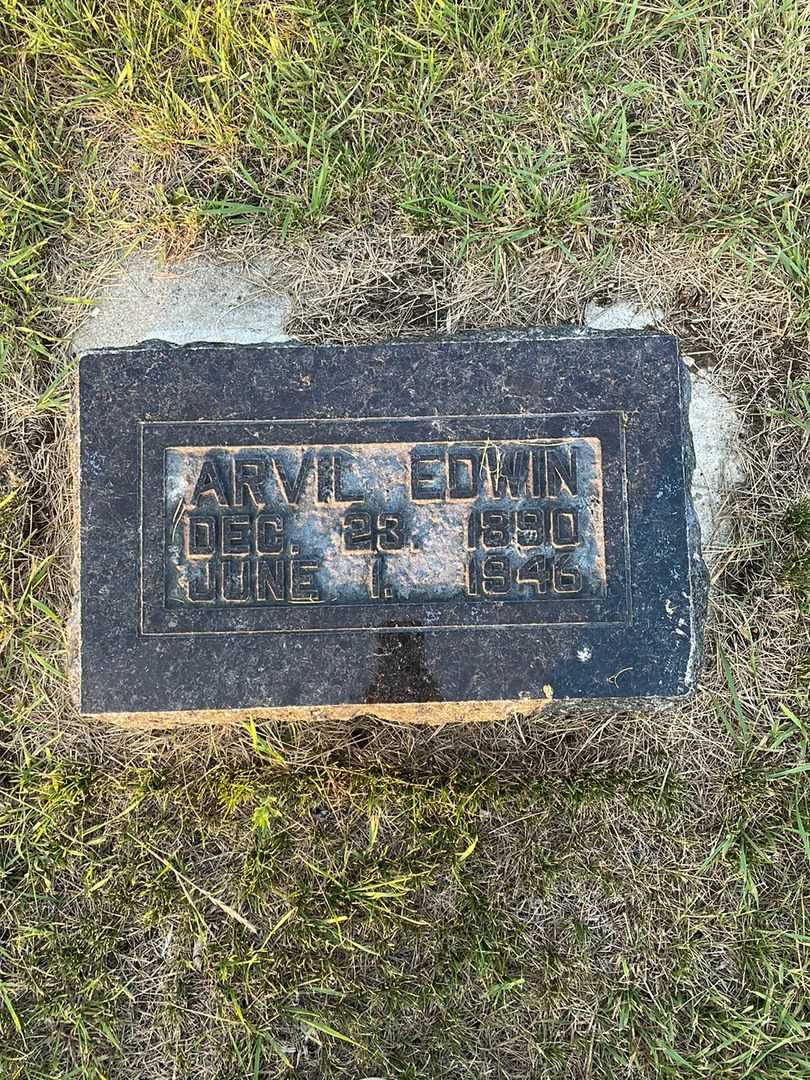 ARVIL EDWIN
DEC. 23. 1890
JUNE 1. 1946